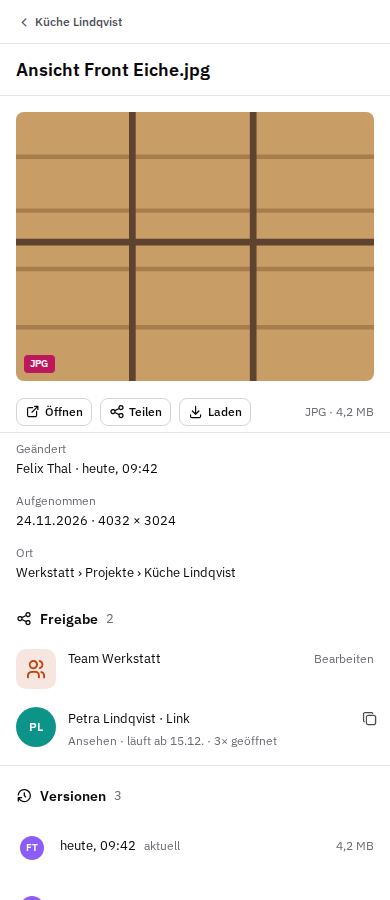 Küche Lindqvist
Ansicht Front Eiche.jpg
JPG
Öffnen
Teilen
Laden
JPG · 4,2 MB
Geändert
Felix Thal · heute, 09:42
Aufgenommen
24.11.2026 · 4032 × 3024
Ort
Werkstatt › Projekte › Küche Lindqvist
Freigabe 2
Team Werkstatt
Bearbeiten
PL
Petra Lindqvist · Link
Ansehen · läuft ab 15.12. · 3× geöffnet
Versionen 3
FT
heute, 09:42 aktuell
4,2 MB